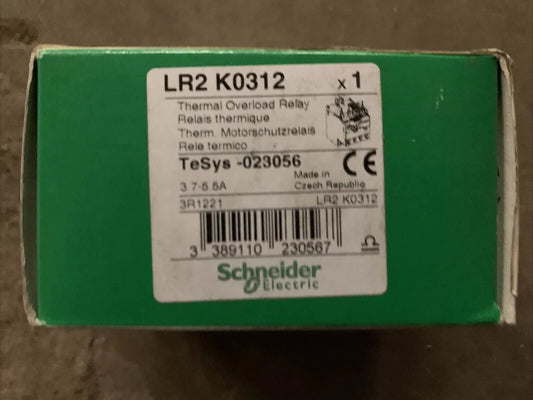 LR2 K0312 x 1
Thermal Overload Relay
Relais thermique
Therm. Motorschutzrelais
Rele termico
TeSys -023056 CE
3.7-5.5A Made in
Czech Republic
3R1221 LR2 K0312
3 389110 230567
Schneider
Electric